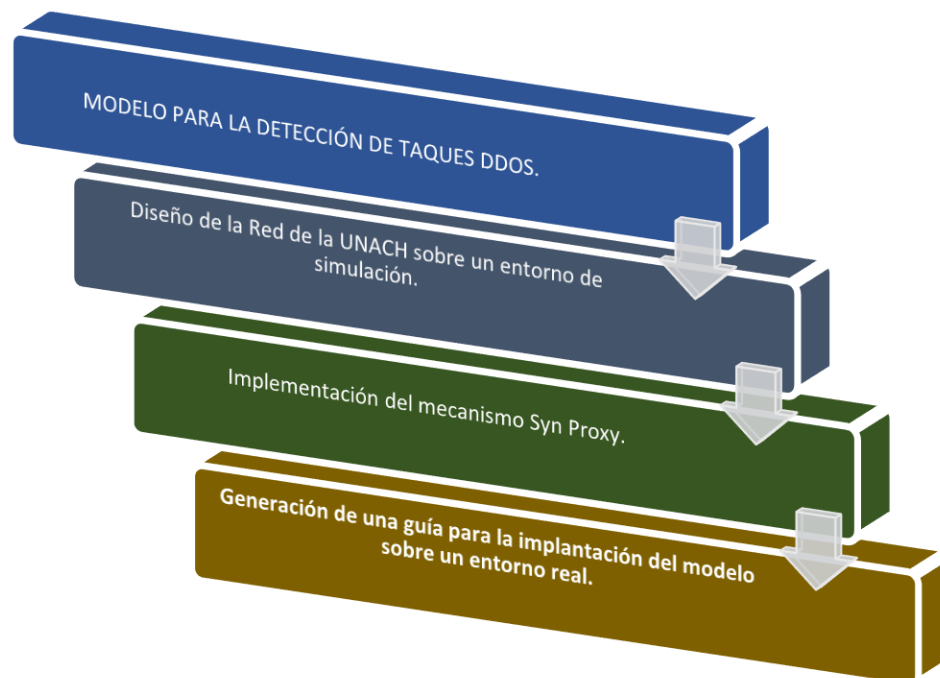 MODELO PARA LA DETECCIÓN DE TAQUES DDOS.
Diseño de la Red de la UNACH sobre un entorno de
simulación.
Implementación del mecanismo Syn Proxy.
Generación de una guía para la implantación del modelo
sobre un entorno real.